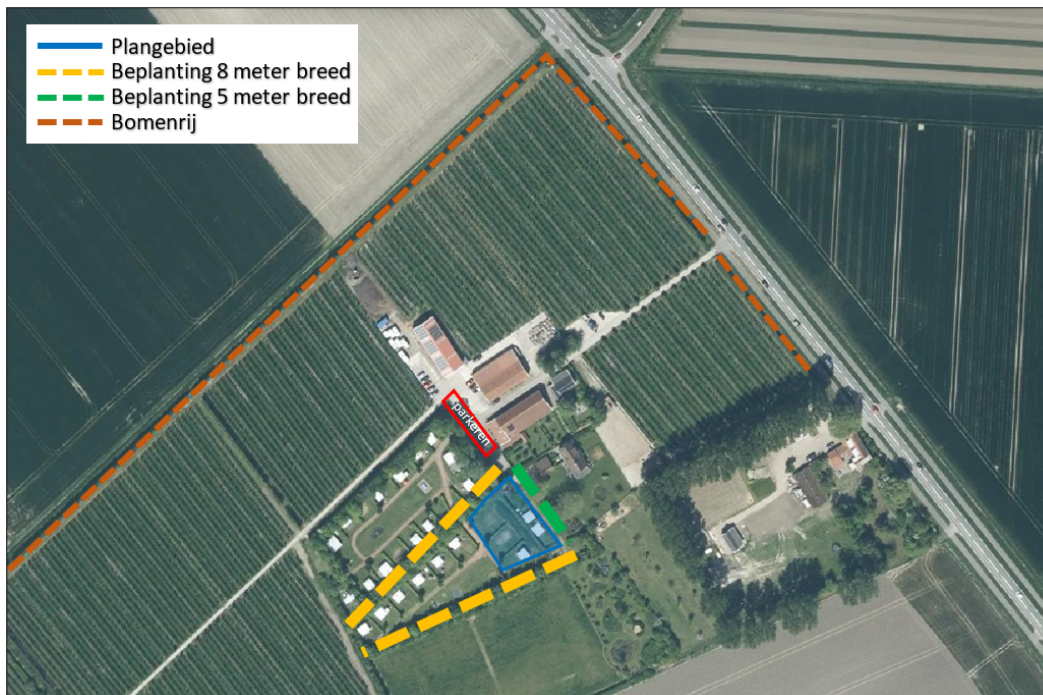 Plangebied
Beplanting 8 meter breed
Beplanting 5 meter breed
Bomenrij
parkeren